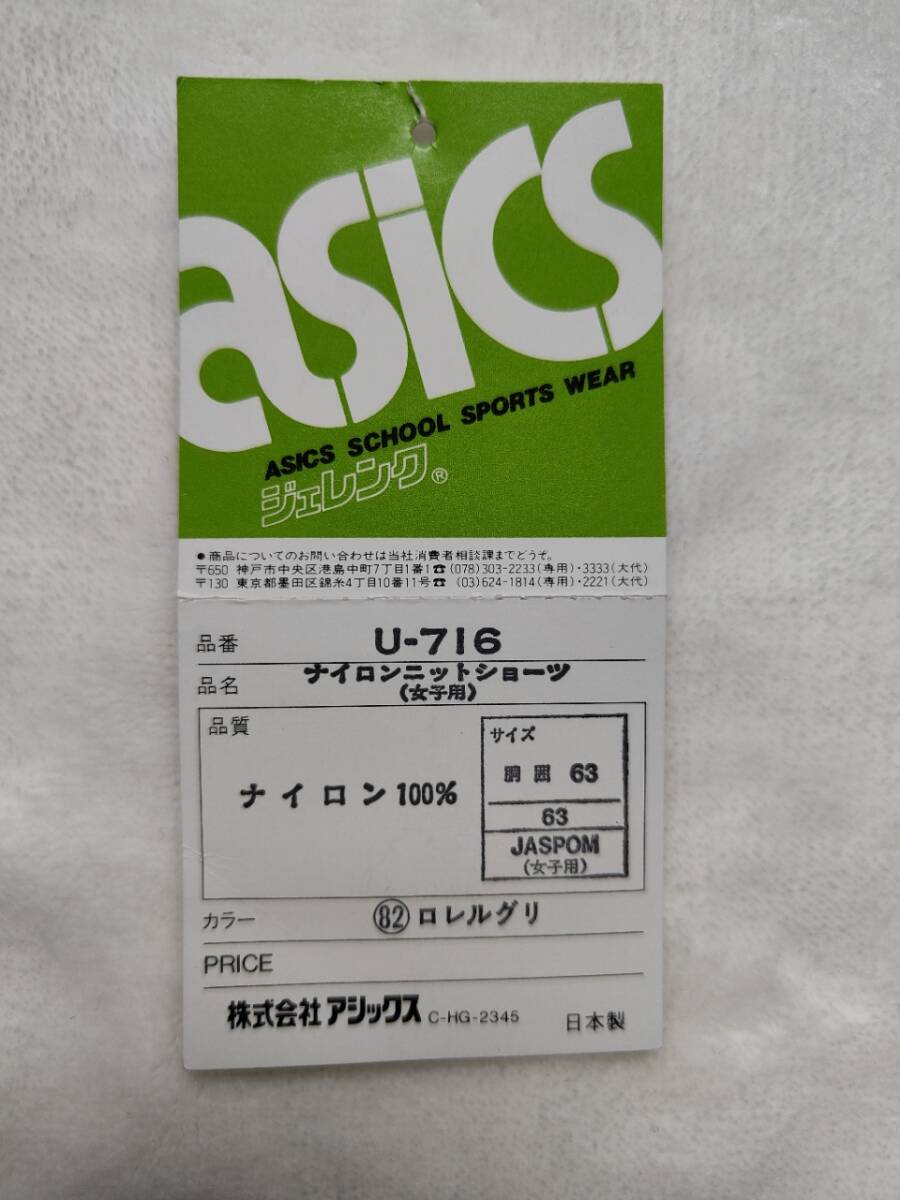 asics
ASICS SCHOOL SPORTS WEAR
ジェレンク®
●商品についてのお問い合わせは当社消費者相談課までどうぞ。
〒650 神戸市中央区港島中町7丁目1番1☎(078)303-2233(専用)・3333(大代)
〒130 東京都墨田区錦糸4丁目10番11号☎(03)624-1814(専用)・2221(大代)
品番 U-716
品名 ナイロンニットショーツ
(女子用)
品質
ナイロン100%
サイズ
胴囲 63
63
JASPOM
(女子用)
カラー ㊷ロレルグリ
PRICE
株式会社アシックス C-HG-2345 日本製